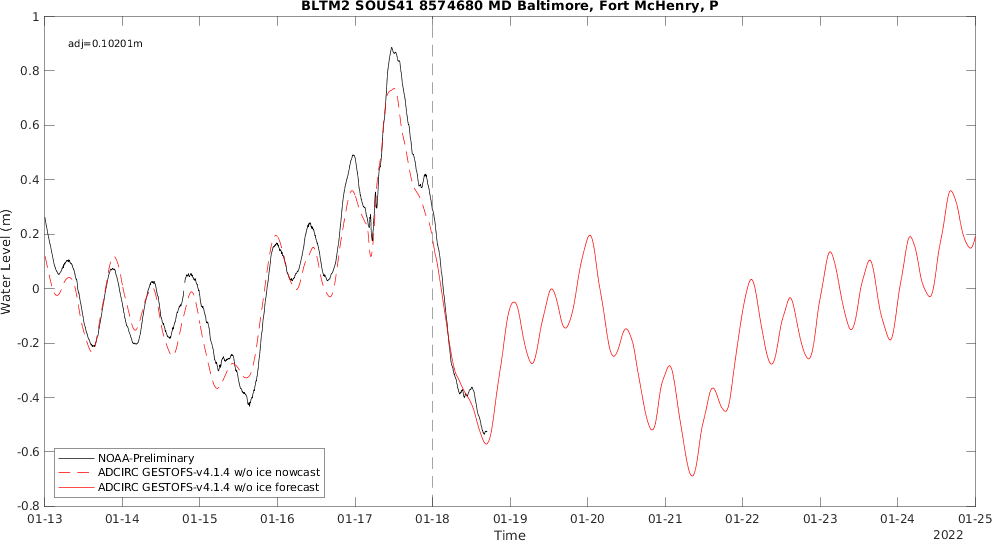 BLTM2 SOUS41 8574680 MD Baltimore, Fort McHenry, P
adj=0.10201m
1
0.8
0.6
0.4
0.2
0
-0.2
-0.4
-0.6
-0.8
Water Level (m)
NOAA-Preliminary
ADCIRC GESTOFS-v4.1.4 w/o ice nowcast
ADCIRC GESTOFS-v4.1.4 w/o ice forecast
01-13 01-14 01-15 01-16 01-17 01-18 01-19 01-20 01-21 01-22 01-23 01-24 01-25
Time
2022